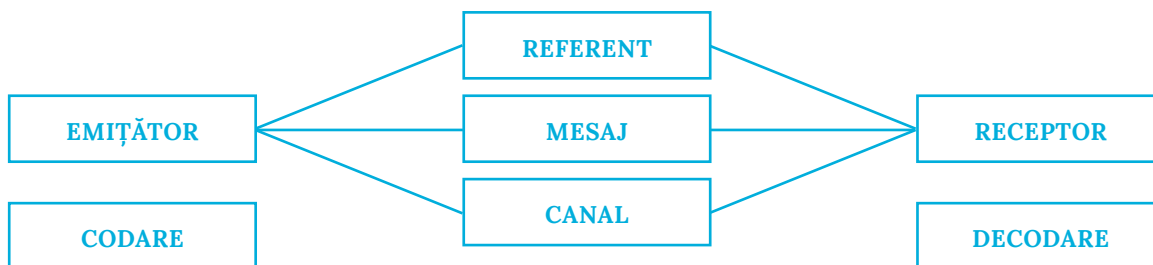 REFERENT
EMIȚĂTOR
MESAJ
RECEPTOR
CANAL
CODARE
DECODARE